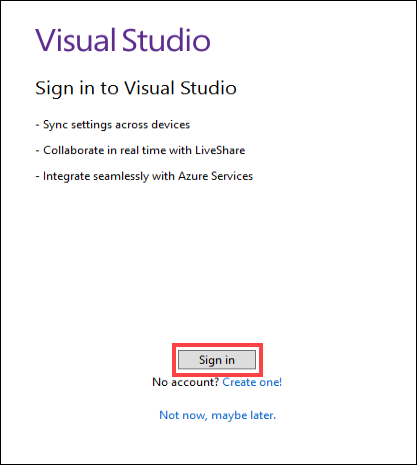 Visual Studio
Sign in to Visual Studio
- Sync settings across devices
- Collaborate in real time with LiveShare
- Integrate seamlessly with Azure Services
Sign in
No account? Create one!
Not now, maybe later.